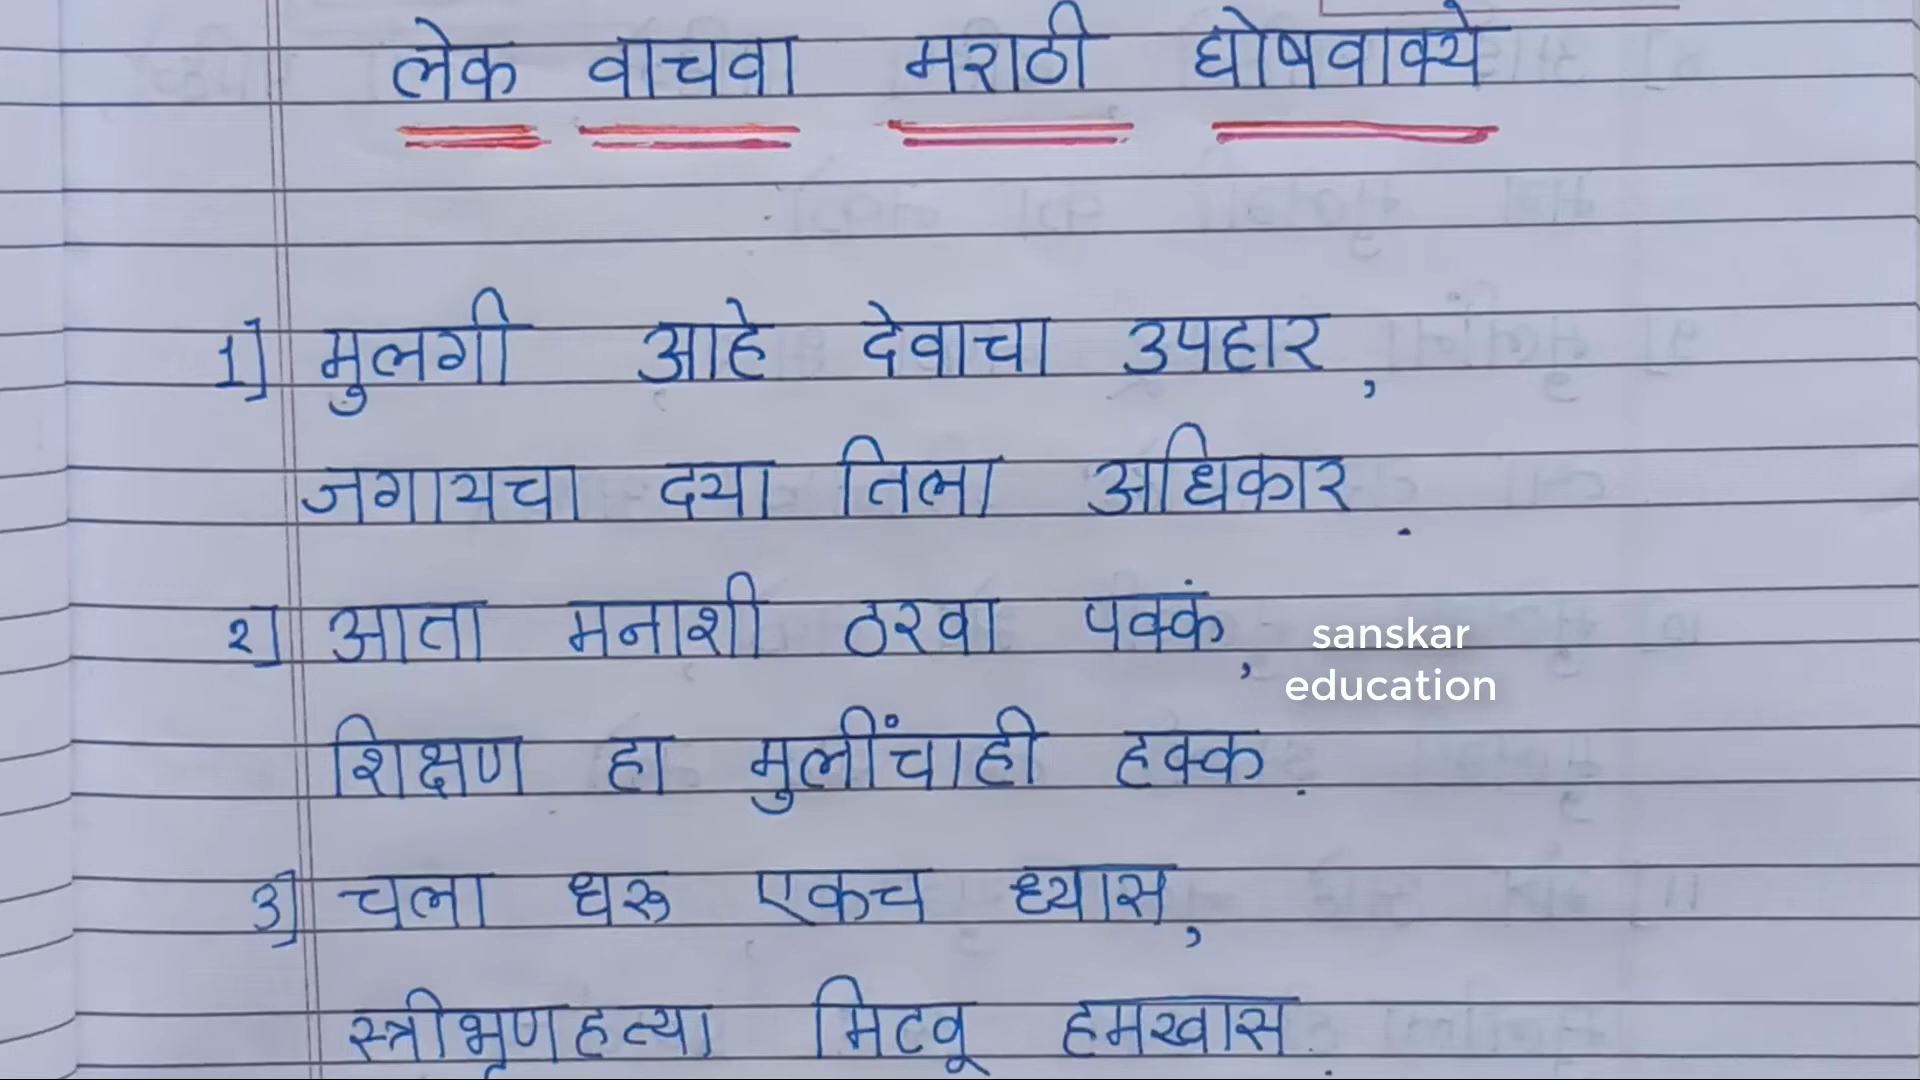 लेक वाचवा मराठी घोषवाक्ये
1] मुलगी आहे देवाचा उपहार,
जगायचा दया तिला अधिकार.
२] आता मनाशी ठरवा पक्कं,
शिक्षण हा मुलींचाही हक्क.
३] चला धरू एकच ध्यास,
स्त्रीभ्रूणहत्या मिटवू हमखास.
sanskar
education